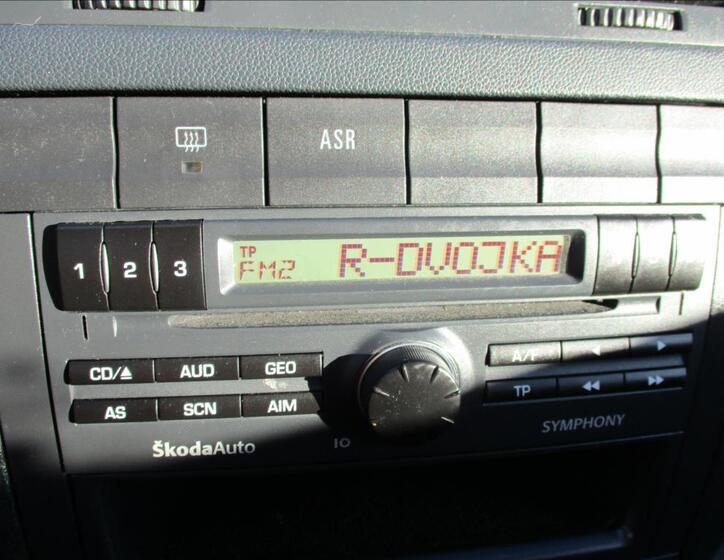 ASR
1 2 3
TP
FM2 R-DVOJKA
CD/⏏ AUD GEO
A/F ◀ ▶
AS SCN AIM
TP ◀◀ ▶▶
ŠkodaAuto
IO
SYMPHONY